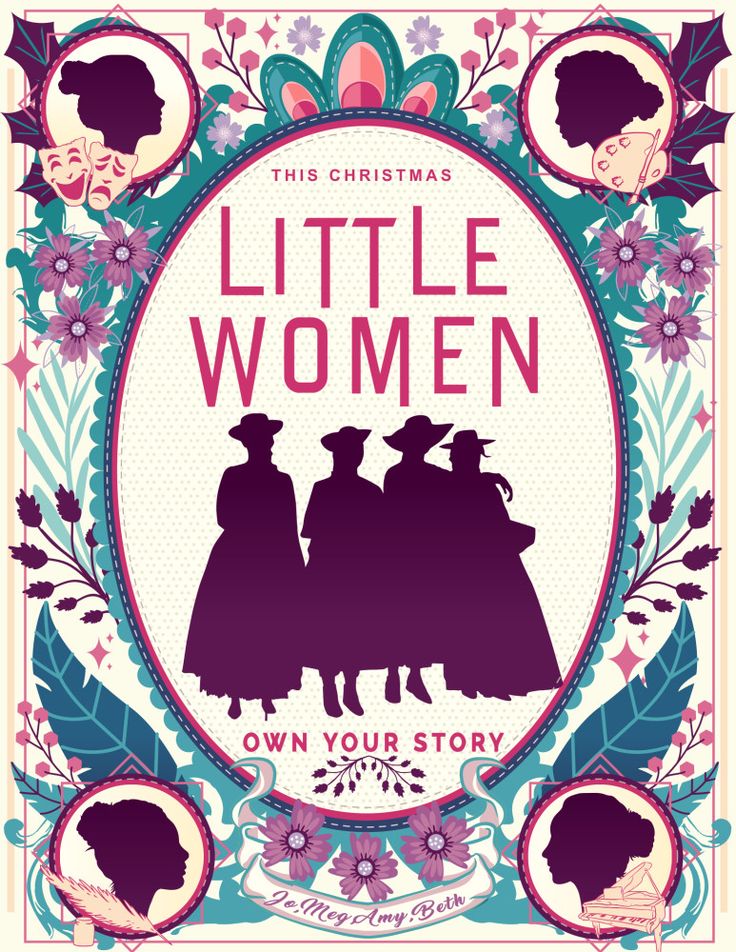 THIS CHRISTMAS
LITTLE
WOMEN
OWN YOUR STORY
Jo,Meg,Amy,Beth